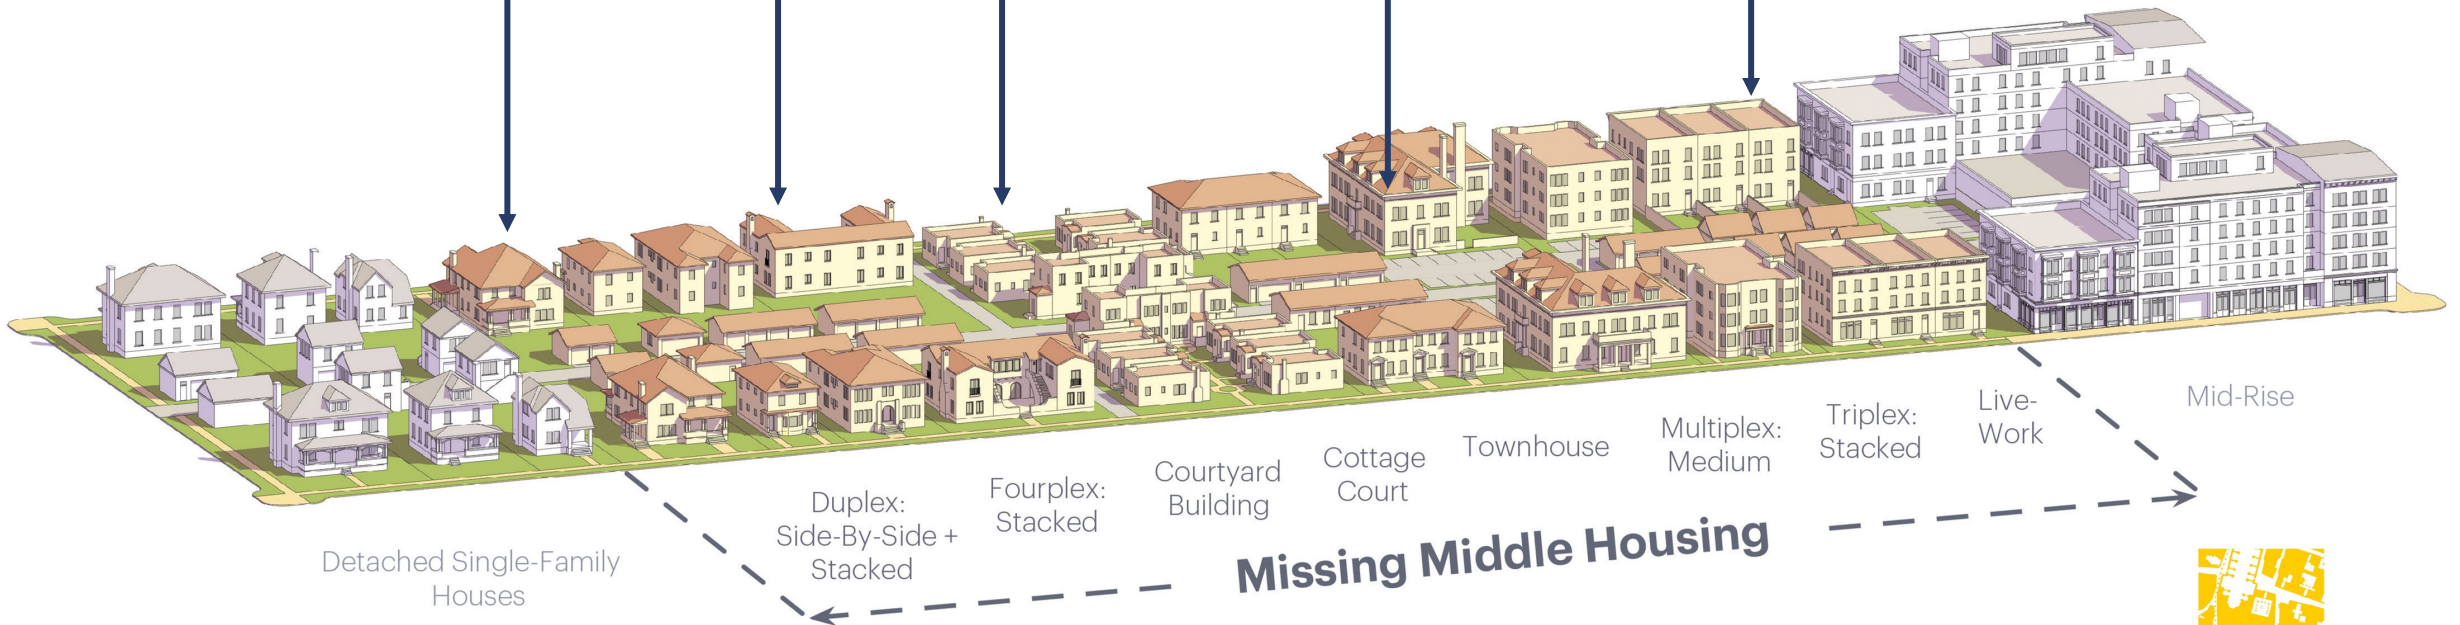 Detached Single-Family
Houses
Duplex:
Side-By-Side +
Stacked
Fourplex:
Stacked
Courtyard
Building
Cottage
Court
Townhouse
Multiplex:
Medium
Triplex:
Stacked
Live-
Work
Mid-Rise
Missing Middle Housing